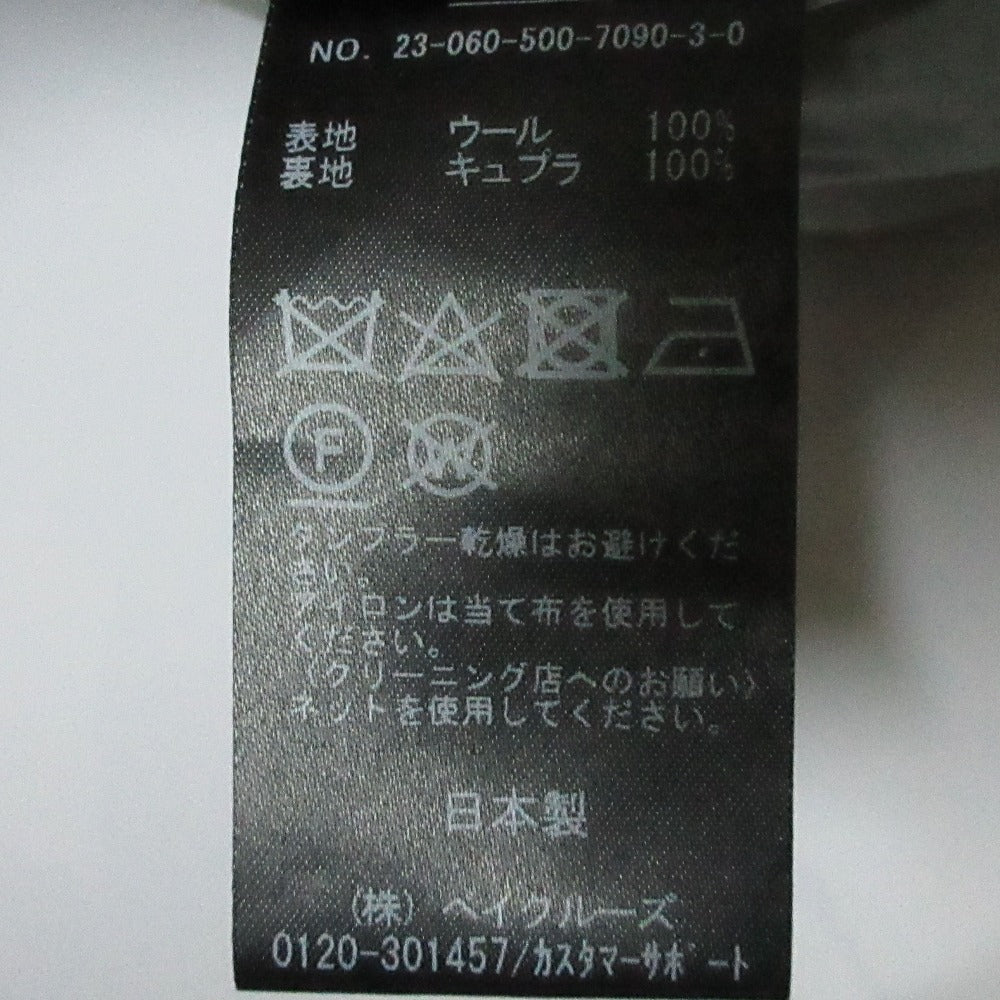 NO. 23-060-500-7090-3-0
表地 ウール 100%
裏地 キュプラ 100%
F W
タンブラー乾燥はお避けくだ
さい。
アイロンは当て布を使用して
ください。
〈クリーニング店へのお願い〉
ネットを使用してください。
日本製
(株) ベイクルーズ
0120-301457/カスタマーサポート